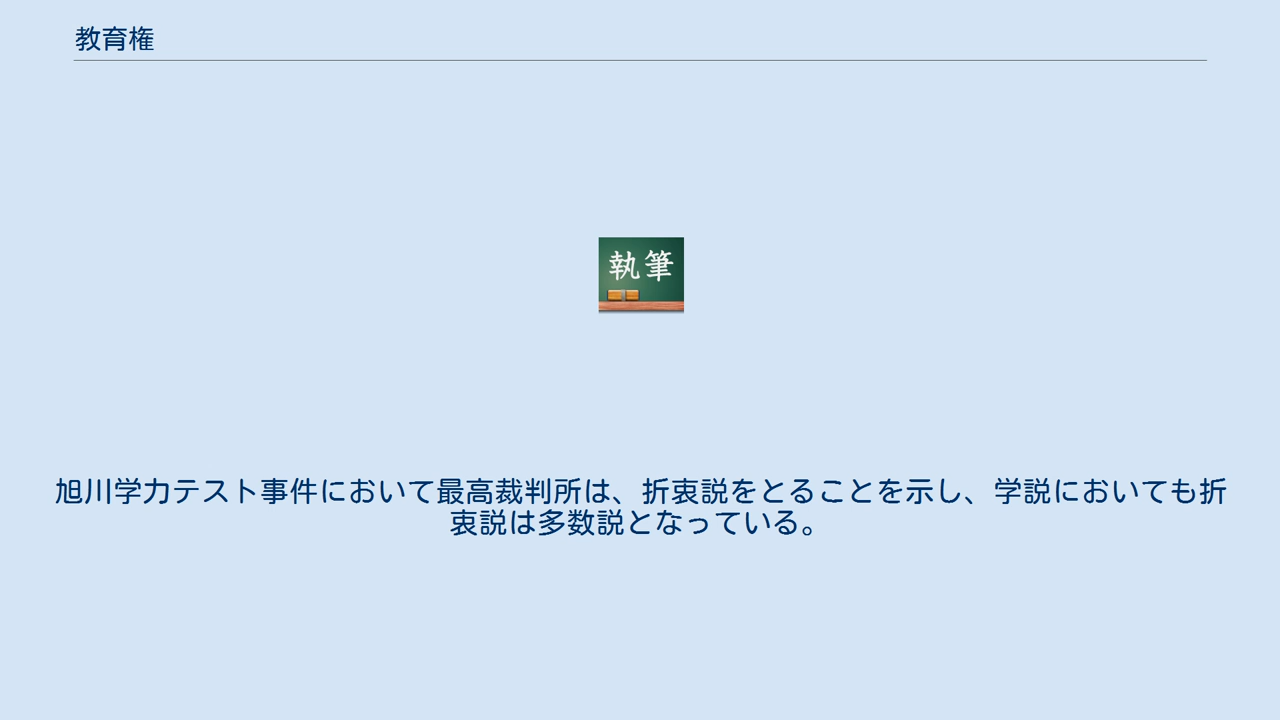 教育権
執筆
旭川学力テスト事件において最高裁判所は、折衷説をとることを示し、学説においても折
衷説は多数説となっている。